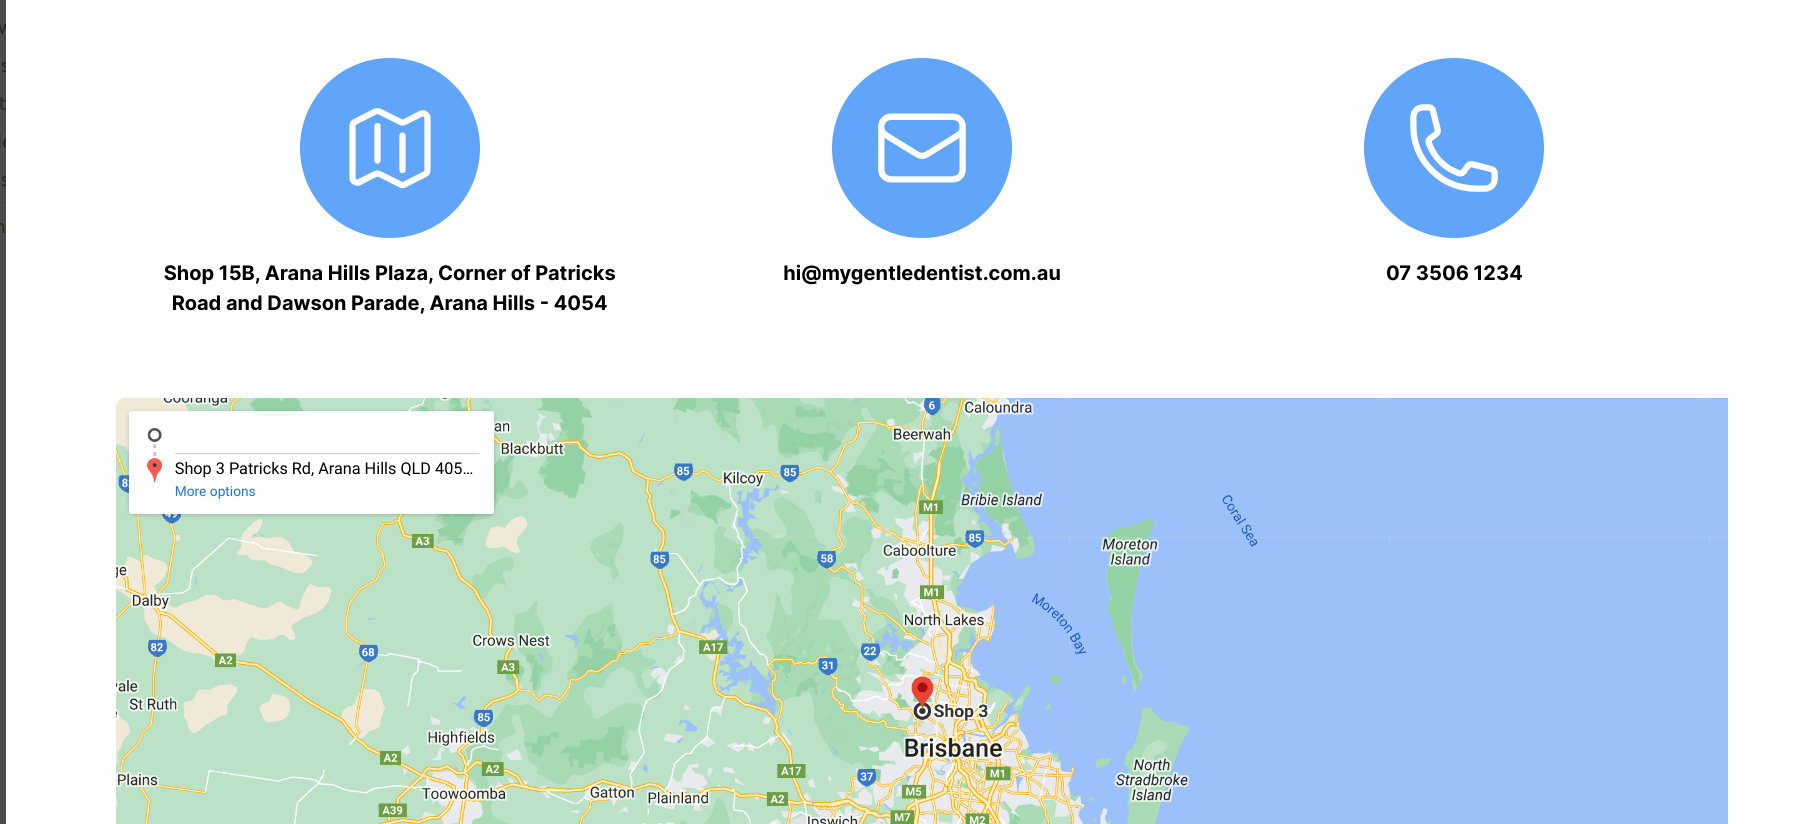 Shop 15B, Arana Hills Plaza, Corner of Patricks
Road and Dawson Parade, Arana Hills - 4054
hi@mygentledentist.com.au
07 3506 1234
Shop 3 Patricks Rd, Arana Hills QLD 405...
More options
Cooranga
Blackbutt
Kilcoy
85
85
6
Caloundra
Beerwah
Bribie Island
M1
Coral Sea
A3
85
58
Caboolture
85
Moreton
Island
M1
Moreton Bay
Dalby
North Lakes
82
A2
68
Crows Nest
A3
A17
31
22
St Ruth
85
Shop 3
Highfields
Brisbane
A2
A2
A17
37
M1
North
Stradbroke
Island
Plains
Toowoomba
Gatton
Plainland
A2
M5
A39
Ipswich
M7
M2